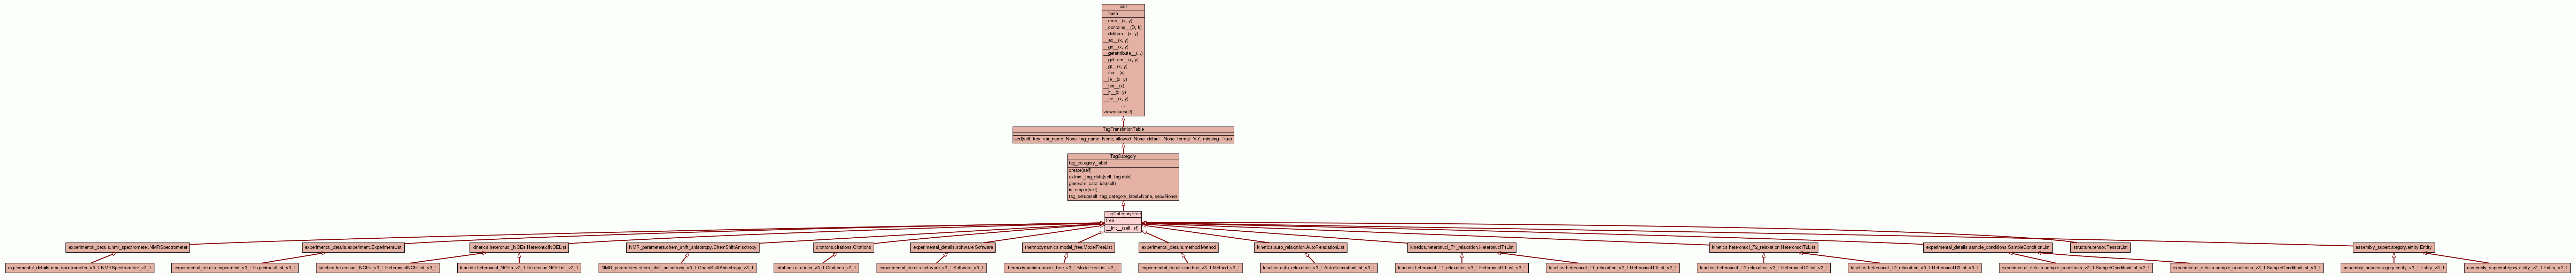 dict
__hash__
__cmp__(x, y)
__contains__(D, k)
__delitem__(x, y)
__eq__(x, y)
__ge__(x, y)
__getattribute__(...)
__getitem__(x, y)
__gt__(x, y)
__iter__(x)
__le__(x, y)
__len__(x)
__lt__(x, y)
__ne__(x, y)
...
viewvalues(D)
TagTranslationTable
add(self, key, var_name=None, tag_name=None, allowed=None, default=None, format='str', missing=True)
TagCategory
tag_category_label
create(self)
extract_tag_data(self, tagtable)
generate_data_ids(self)
is_empty(self)
tag_setup(self, tag_category_label=None, sep=None)
TagCategoryFree
free
__init__(self, sf)
experimental_details.nmr_spectrometer.NMRSpectrometer
experimental_details.experiment.ExperimentList
kinetics.heteronucl_NOEs.HeteronuclNOEList
NMR_parameters.chem_shift_anisotropy.ChemShiftAnisotropy
citations.citations.Citations
experimental_details.software.Software
thermodynamics.model_free.ModelFreeList
experimental_details.method.Method
kinetics.auto_relaxation.AutoRelaxationList
kinetics.heteronucl_T1_relaxation.HeteronuclT1List
kinetics.heteronucl_T2_relaxation.HeteronuclT2List
experimental_details.sample_conditions.SampleConditionList
structure.tensor.TensorList
assembly_supercategory.entity.Entity
experimental_details.nmr_spectrometer_v3_1.NMRSpectrometer_v3_1
experimental_details.experiment_v3_1.ExperimentList_v3_1
kinetics.heteronucl_NOEs_v3_1.HeteronuclNOEList_v3_1
kinetics.heteronucl_NOEs_v2_1.HeteronuclNOEList_v2_1
NMR_parameters.chem_shift_anisotropy_v3_1.ChemShiftAnisotropy_v3_1
citations.citations_v3_1.Citations_v3_1
experimental_details.software_v3_1.Software_v3_1
thermodynamics.model_free_v3_1.ModelFreeList_v3_1
experimental_details.method_v3_1.Method_v3_1
kinetics.auto_relaxation_v3_1.AutoRelaxationList_v3_1
kinetics.heteronucl_T1_relaxation_v3_1.HeteronuclT1List_v3_1
kinetics.heteronucl_T1_relaxation_v2_1.HeteronuclT1List_v2_1
kinetics.heteronucl_T2_relaxation_v2_1.HeteronuclT2List_v2_1
kinetics.heteronucl_T2_relaxation_v3_1.HeteronuclT2List_v3_1
experimental_details.sample_conditions_v2_1.SampleConditionList_v2_1
experimental_details.sample_conditions_v3_1.SampleConditionList_v3_1
assembly_supercategory.entity_v3_1.Entity_v3_1
assembly_supercategory.entity_v2_1.Entity_v2_1